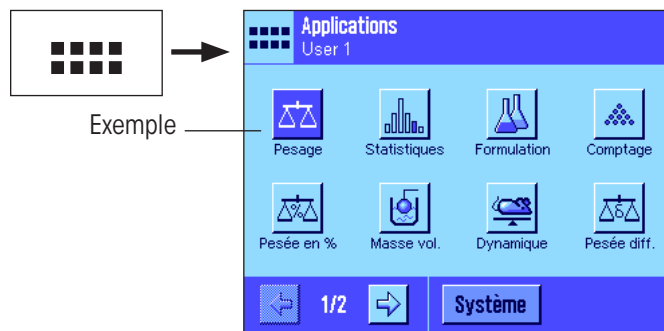 Applications
User 1
Exemple
Pesage
Statistiques
Formulation
Comptage
Pesée en %
Masse vol.
Dynamique
Pesée diff.
1/2
Système